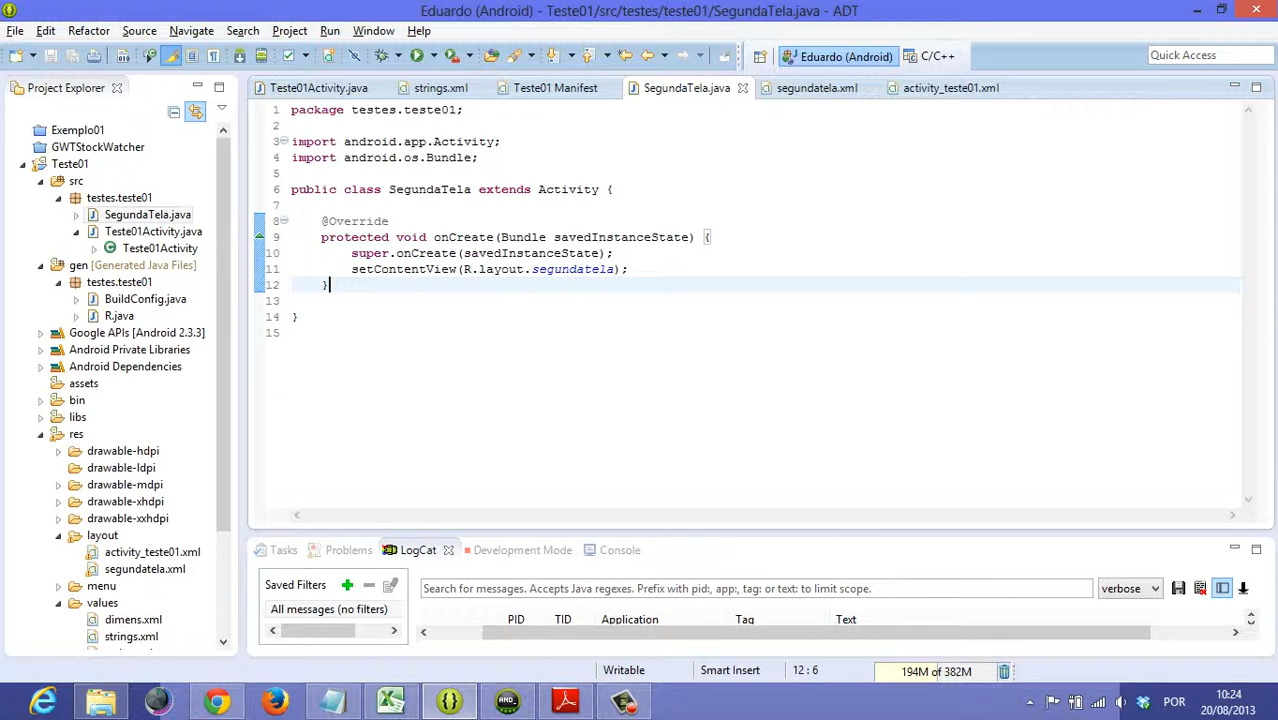 Eduardo (Android) - Teste01/src/testes/teste01/SegundaTela.java - ADT
File Edit Refactor Source Navigate Search Project Run Window Help
Eduardo (Android) C/C++ Quick Access
Project Explorer
Teste01Activity.java strings.xml Teste01 Manifest SegundaTela.java segundatela.xml activity_teste01.xml
Exemplo01
GWTStockWatcher
Teste01
src
testes.teste01
SegundaTela.java
Teste01Activity.java
Teste01Activity
gen [Generated Java Files]
testes.teste01
BuildConfig.java
R.java
Google APIs [Android 2.3.3]
Android Private Libraries
Android Dependencies
assets
bin
libs
res
drawable-hdpi
drawable-ldpi
drawable-mdpi
drawable-xhdpi
drawable-xxhdpi
layout
activity_teste01.xml
segundatela.xml
menu
values
dimens.xml
strings.xml
1 package testes.teste01;
2
3 import android.app.Activity;
4 import android.os.Bundle;
5
6 public class SegundaTela extends Activity {
7
8 @Override
9 protected void onCreate(Bundle savedInstanceState) {
10 super.onCreate(savedInstanceState);
11 setContentView(R.layout.segundatela);
12 }
13
14 }
15
Tasks Problems LogCat Development Mode Console
Saved Filters
All messages (no filters)
Search for messages. Accepts Java regexes. Prefix with pid:, app:, tag: or text: to limit scope.
verbose
PID TID Application Tag Text
Writable Smart Insert 12 : 6 194M of 382M
POR
10:24
20/08/2013